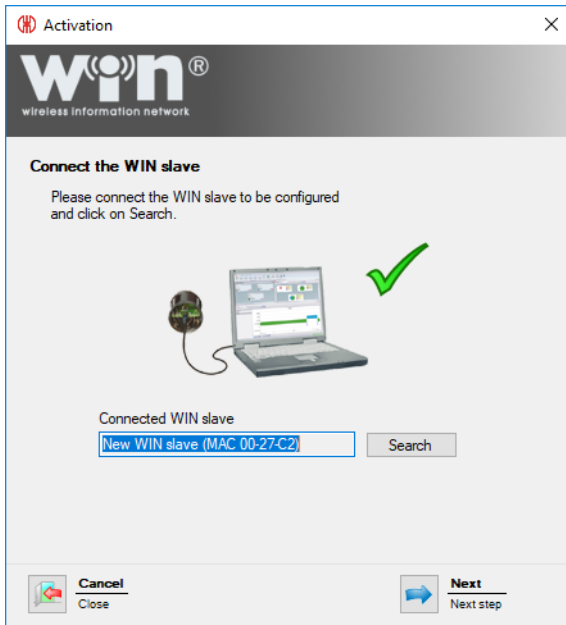 Activation
WIN®
wireless information network
Connect the WIN slave
Please connect the WIN slave to be configured
and click on Search.
Connected WIN slave
New WIN slave (MAC 00-27-C2)
Search
Cancel
Close
Next
Next step